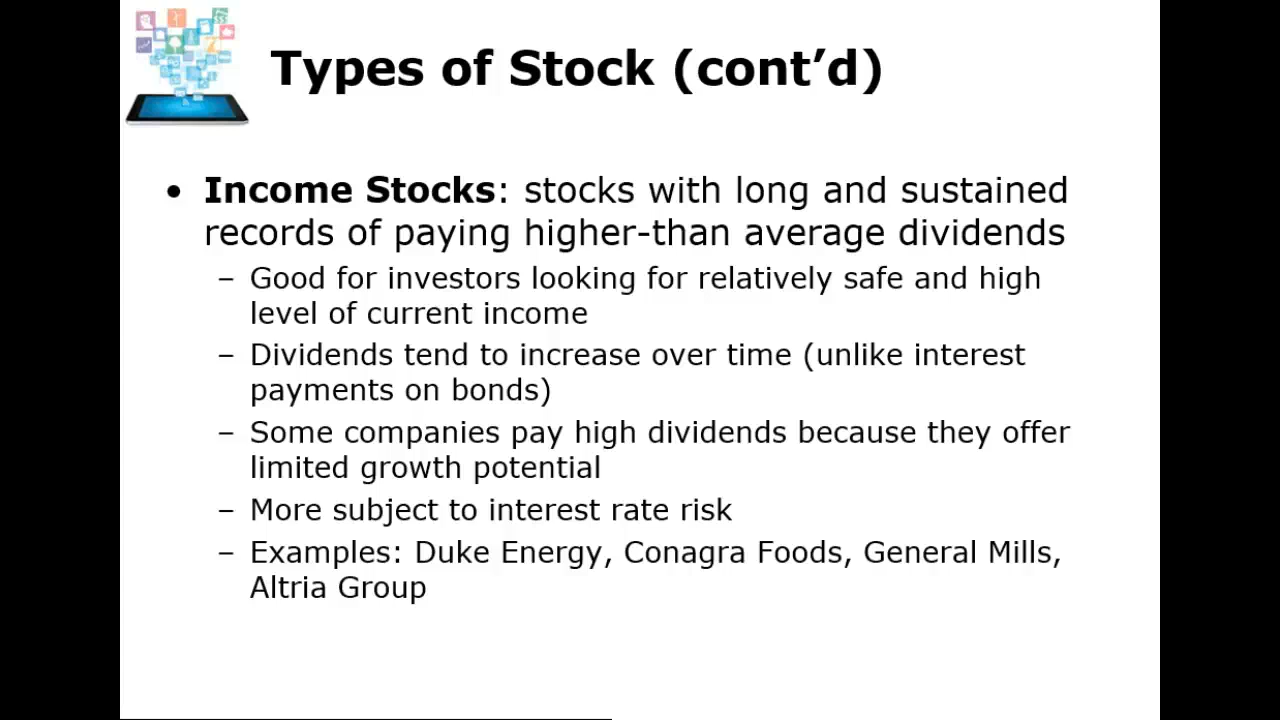 Types of Stock (cont’d)
• Income Stocks: stocks with long and sustained
records of paying higher-than average dividends
– Good for investors looking for relatively safe and high
level of current income
– Dividends tend to increase over time (unlike interest
payments on bonds)
– Some companies pay high dividends because they offer
limited growth potential
– More subject to interest rate risk
– Examples: Duke Energy, Conagra Foods, General Mills,
Altria Group